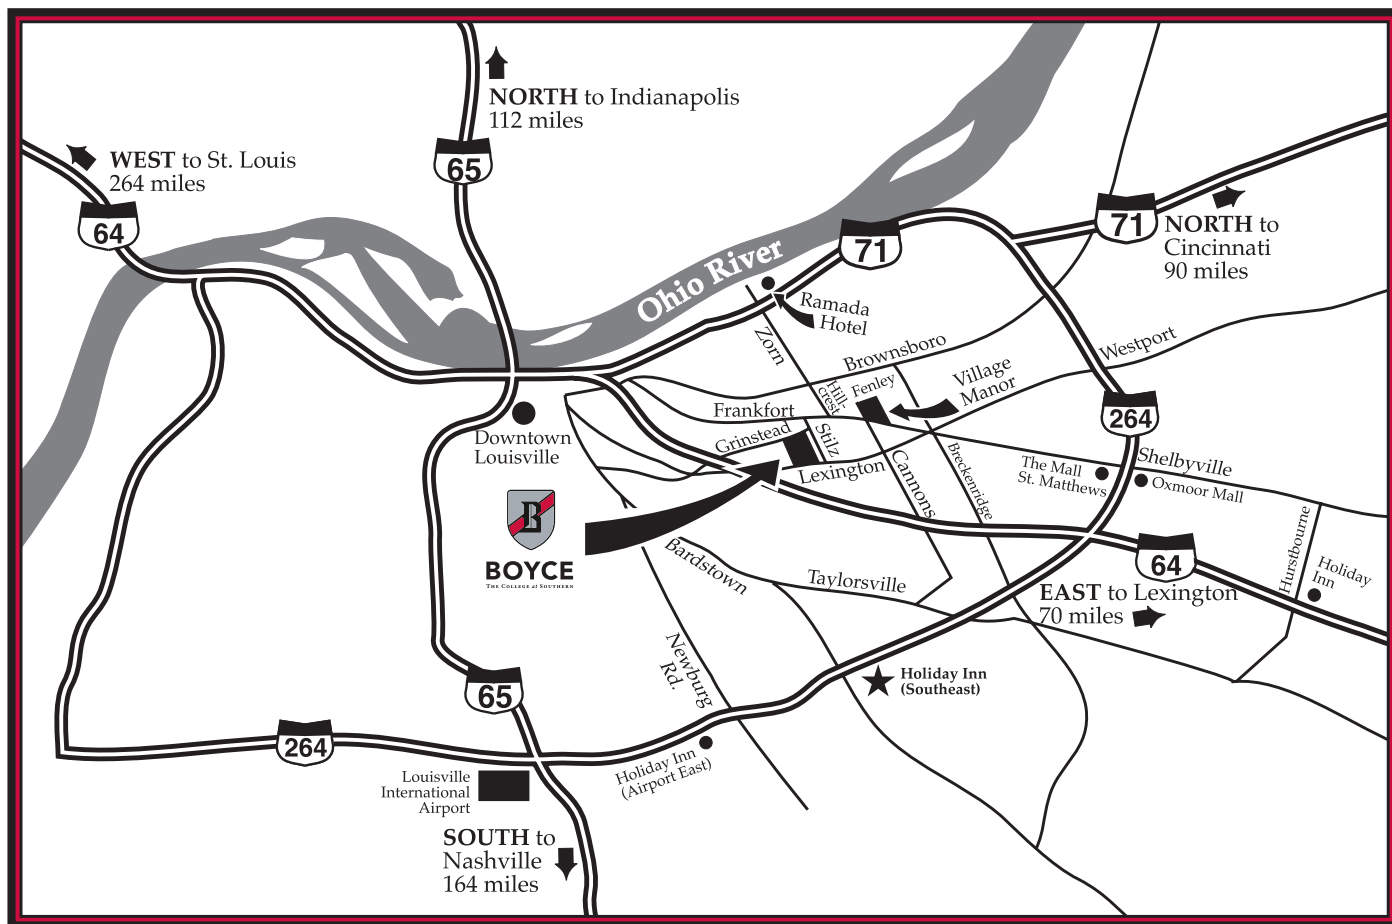 NORTH to Indianapolis
112 miles
WEST to St. Louis
264 miles
65
64
71
71
NORTH to
Cincinnati
90 miles
Ohio River
Ramada
Hotel
Zorn
Brownsboro
Westport
Hill-
crest
Fenley
Village
Manor
Frankfort
Grinstead
Stilz
Lexington
Cannons
Breckenridge
264
Downtown
Louisville
The Mall
St. Matthews
Shelbyville
Oxmoor Mall
B
BOYCE
The College at Southern
Bardstown
Taylorsville
64
Hurstbourne
Holiday
Inn
EAST to Lexington
70 miles
Newburg
Rd.
Holiday Inn
(Southeast)
65
264
Holiday Inn
(Airport East)
Louisville
International
Airport
SOUTH to
Nashville
164 miles